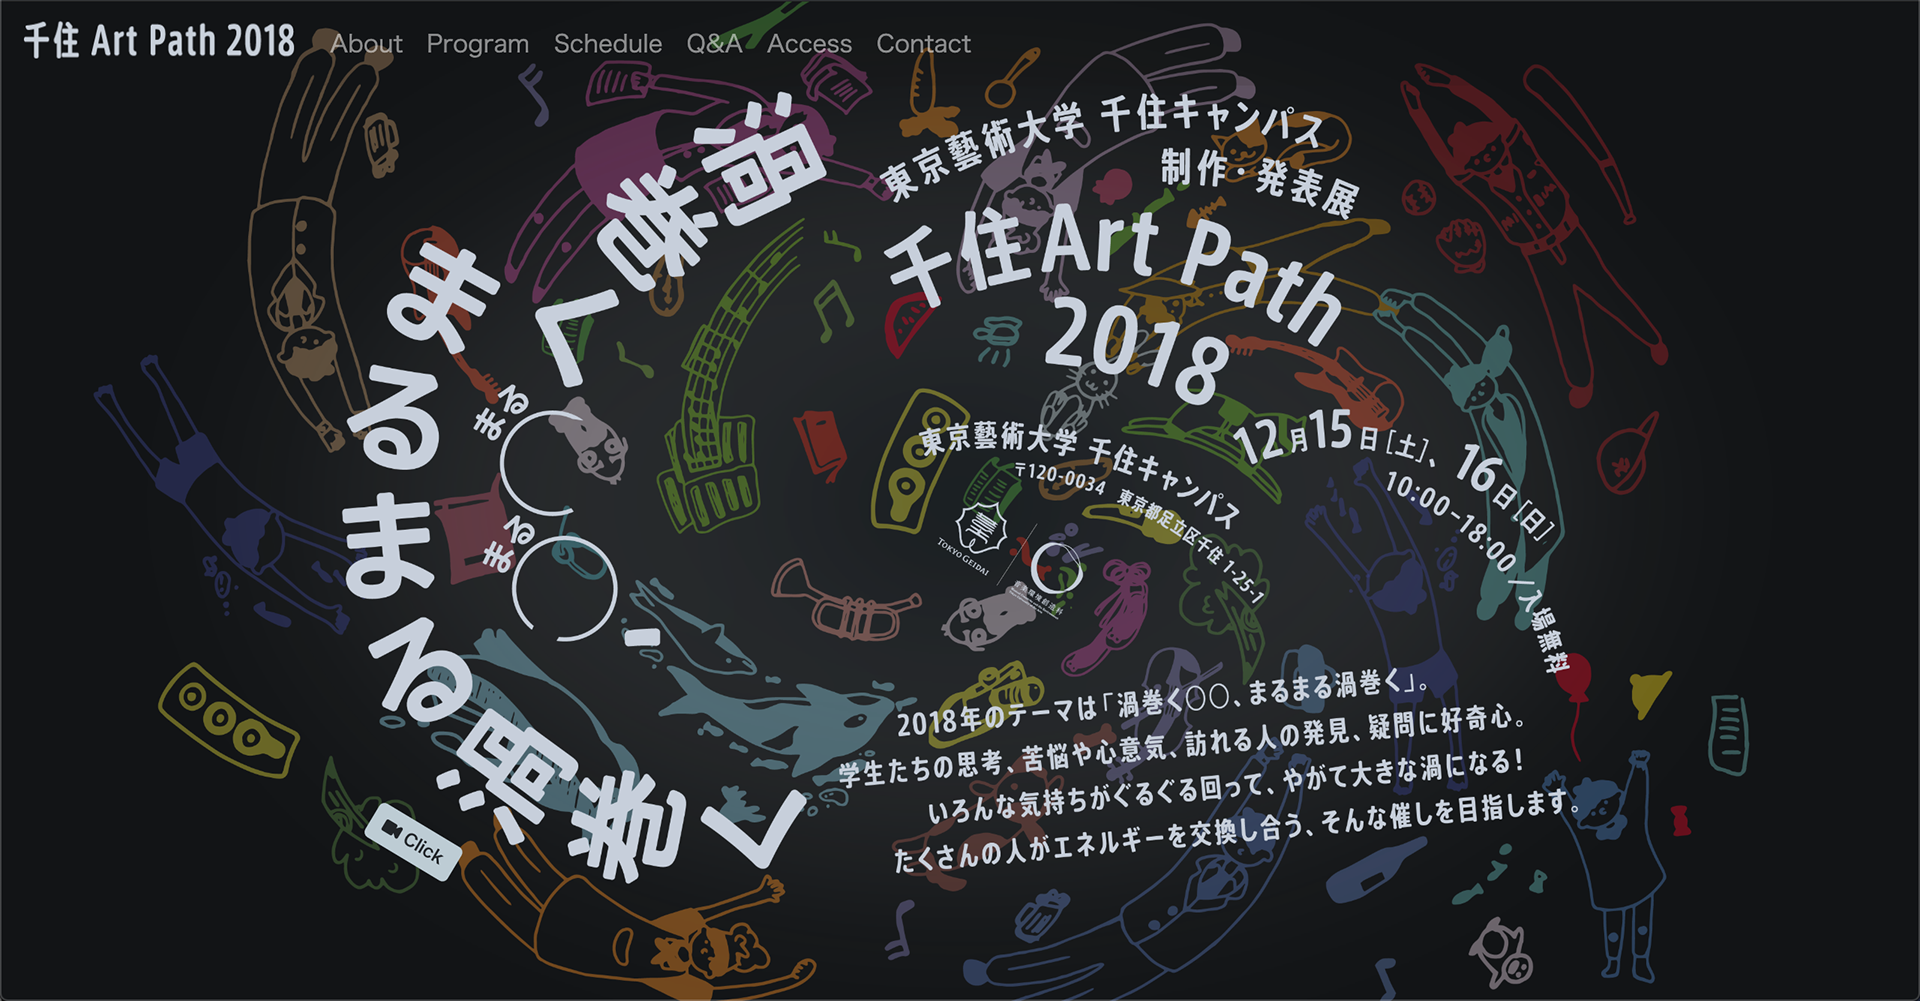 千住 Art Path 2018
About Program Schedule Q&A Access Contact
渦巻く
まる
○
まる
○、
まるまる渦巻く
Click
東京藝術大学 千住キャンパス
制作・発表展
千住 Art Path
2018
12月15日[土]、16日[日]
10:00-18:00/入場無料
東京藝術大学 千住キャンパス
〒120-0034 東京都足立区千住1-25-1
TOKYO GEIDAI
2018年のテーマは「渦巻く〇〇、まるまる渦巻く」。
学生たちの思考、苦悩や心意気、訪れる人の発見、疑問に好奇心。
いろんな気持ちがぐるぐる回って、やがて大きな渦になる!
たくさんの人がエネルギーを交換し合う、そんな催しを目指します。